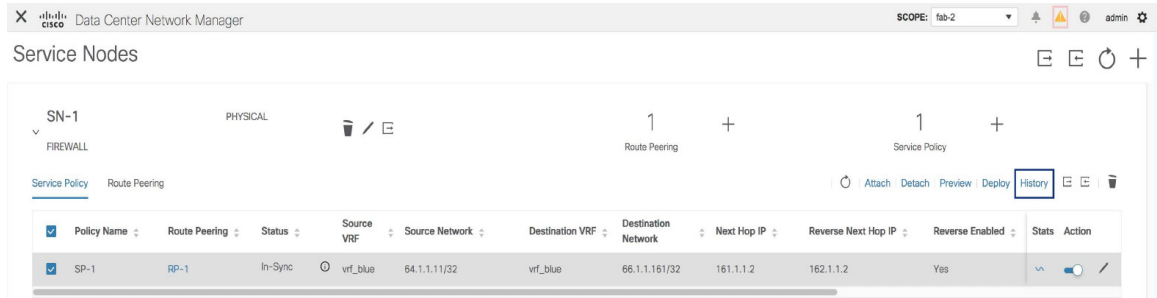 CISCO Data Center Network Manager SCOPE: fab-2 admin
Service Nodes
SN-1 PHYSICAL 1 1
FIREWALL Route Peering Service Policy
Service Policy Route Peering Attach Detach Preview Deploy History
Policy Name Route Peering Status Source VRF Source Network Destination VRF Destination Network Next Hop IP Reverse Next Hop IP Reverse Enabled Stats Action
SP-1 RP-1 In-Sync vrf_blue 64.1.1.11/32 vrf_blue 66.1.1.161/32 161.1.1.2 162.1.1.2 Yes